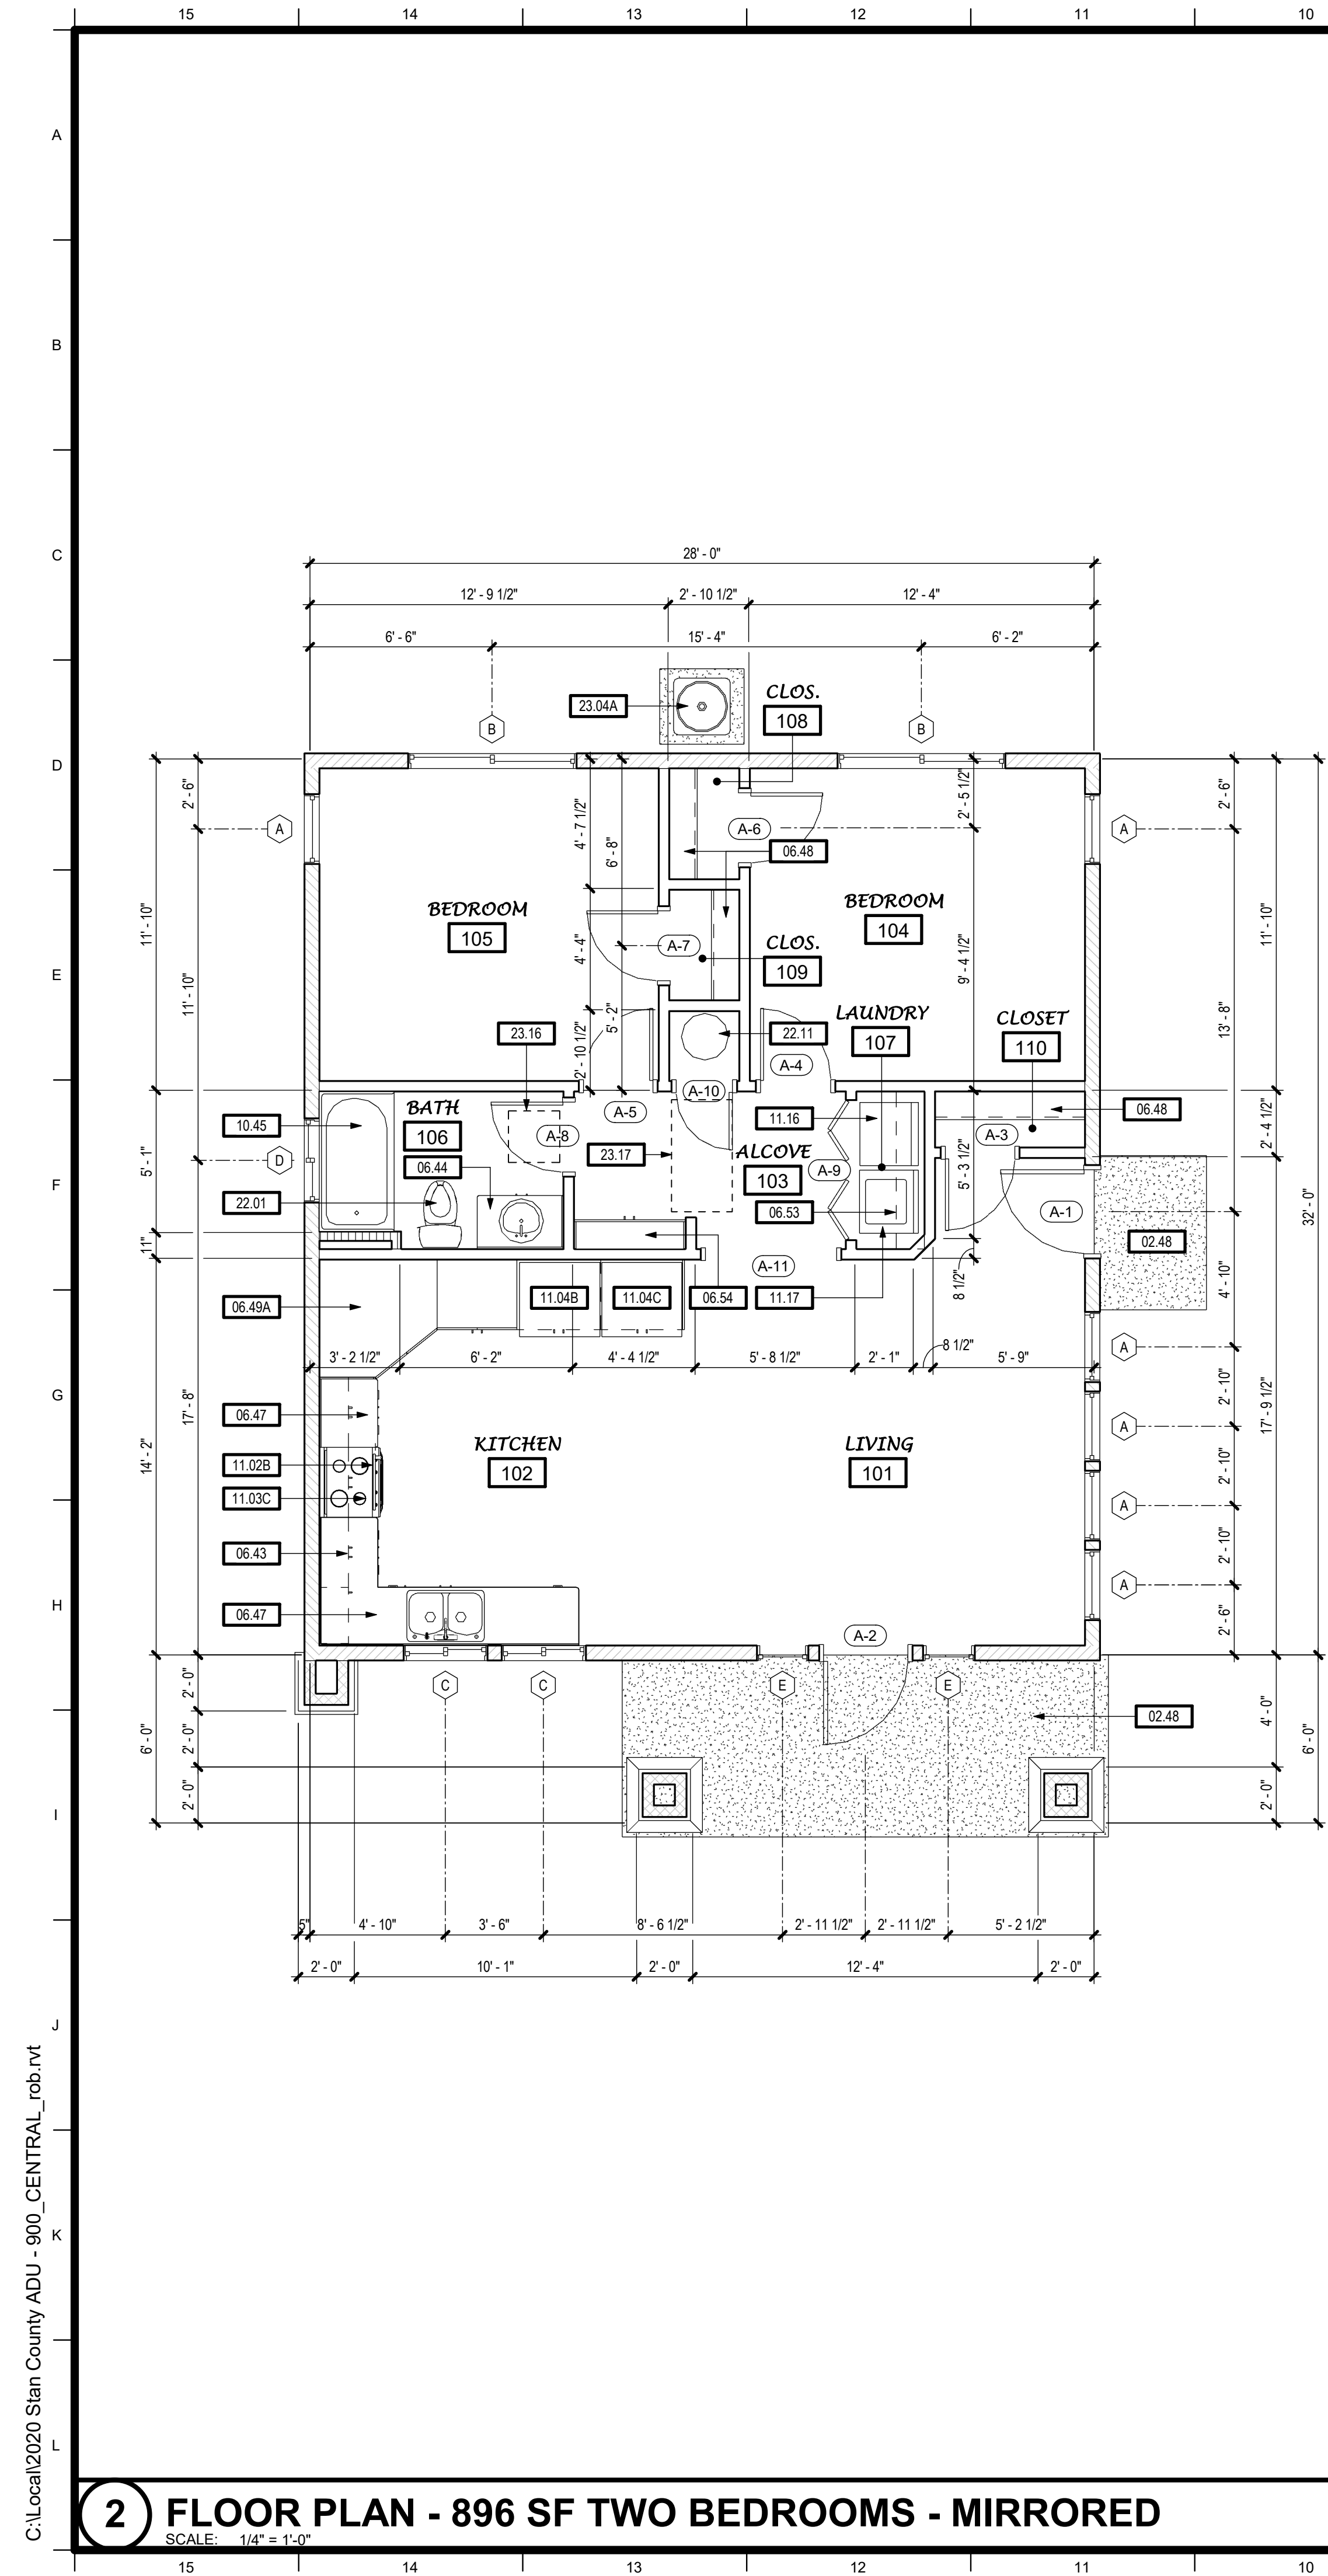 15 14 13 12 11 10
A
B
C
28' - 0"
12' - 9 1/2" 2' - 10 1/2" 12' - 4"
6' - 6" 15' - 4" 6' - 2"
CLOS.
23.04A 108
B B
D
2' - 6" 4' - 7 1/2" 6' - 8" 2' - 5 1/2" 2' - 6"
A A-6 A
06.48
11' - 10" 11' - 10" BEDROOM BEDROOM 11' - 10"
105 104
4' - 4" A-7 CLOS. 9' - 4 1/2"
109
E
5' - 2" LAUNDRY CLOSET 13' - 8"
23.16 22.11 107 110
2' - 10 1/2" A-4
A-10
BATH A-5 11.16 06.48 2' - 4 1/2"
10.45 106 A-8 A-3
5' - 1" D 06.44 23.17 ALCOVE A-9 5' - 3 1/2"
103
F
22.01 06.53 A-1 32' - 0"
11" 02.48
A-11 8 1/2" 4' - 10"
06.49A 11.04B 11.04C 06.54 11.17
8 1/2" A
3' - 2 1/2" 6' - 2" 4' - 4 1/2" 5' - 8 1/2" 2' - 1" 5' - 9"
G
17' - 8" 2' - 10" 17' - 9 1/2"
06.47 A
14' - 2" KITCHEN LIVING
11.02B 102 101 2' - 10"
11.03C A
06.43 2' - 10"
A
H
06.47 2' - 6"
A-2
2' - 0" C C E E
02.48 4' - 0"
6' - 0" 2' - 0" 6' - 0"
2' - 0" 2' - 0"
I
5" 4' - 10" 3' - 6" 8' - 6 1/2" 2' - 11 1/2" 2' - 11 1/2" 5' - 2 1/2"
2' - 0" 10' - 1" 2' - 0" 12' - 4" 2' - 0"
J
K
L
C:\Local\2020 Stan County ADU - 900_CENTRAL_rob.rvt
2 FLOOR PLAN - 896 SF TWO BEDROOMS - MIRRORED
SCALE: 1/4" = 1'-0"
15 14 13 12 11 10